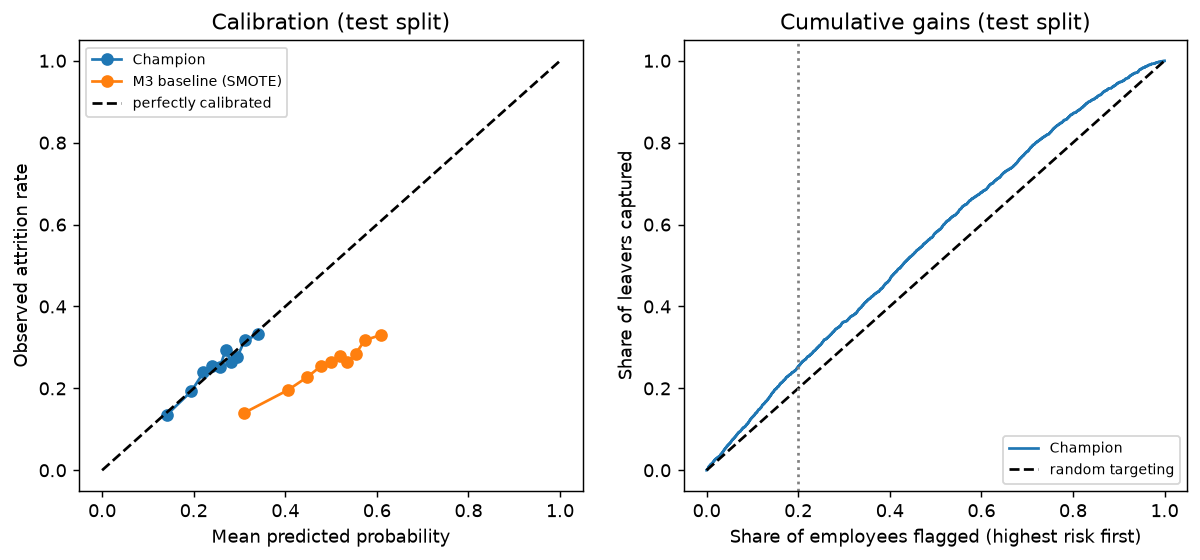 Calibration (test split)
Champion
M3 baseline (SMOTE)
perfectly calibrated
Observed attrition rate
1.0
0.8
0.6
0.4
0.2
0.0
0.0 0.2 0.4 0.6 0.8 1.0
Mean predicted probability
Cumulative gains (test split)
Share of leavers captured
1.0
0.8
0.6
0.4
0.2
0.0
Champion
random targeting
0.0 0.2 0.4 0.6 0.8 1.0
Share of employees flagged (highest risk first)